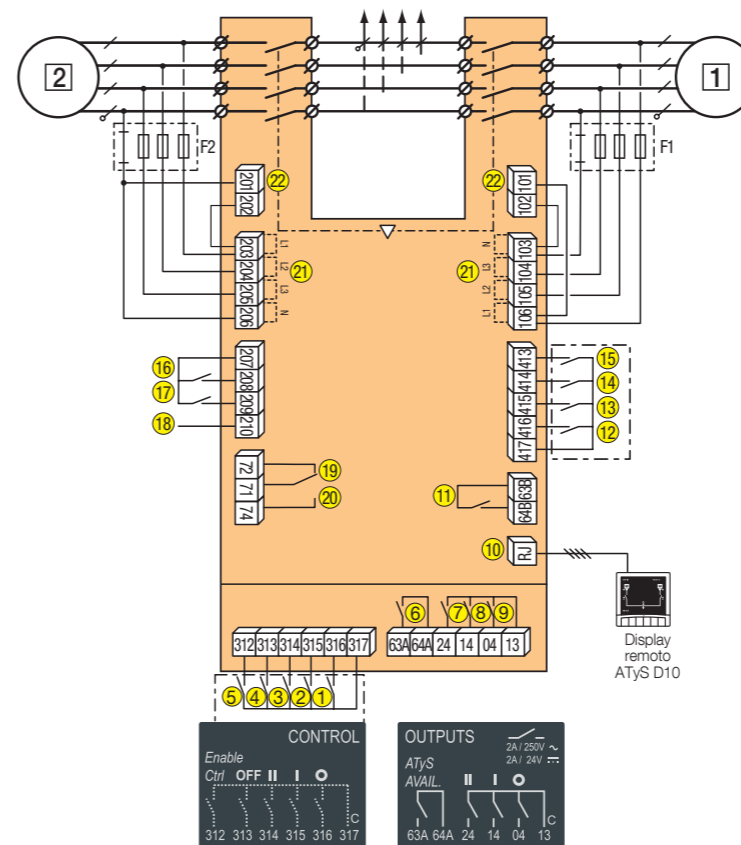 2
1
F2
F1
201
202
22
22
101
102
203
204
205
206
L1
L2
L3
N
21
21
N
L3
L2
L1
103
104
105
106
16
17
18
207
208
209
210
413
414
415
416
417
15
14
13
12
72
71
74
19
20
11
63B
64B
10
RJ
Display
remoto
ATyS D10
6
7
8
9
312
313
314
315
316
317
63A
64A
24
14
04
13
5
4
3
2
1
CONTROL
Enable
Ctrl OFF II I O
C
312 313 314 315 316 317
OUTPUTS
2A / 250V ~
2A / 24V
ATyS
AVAIL. II I O
C
63A 64A 24 14 04 13